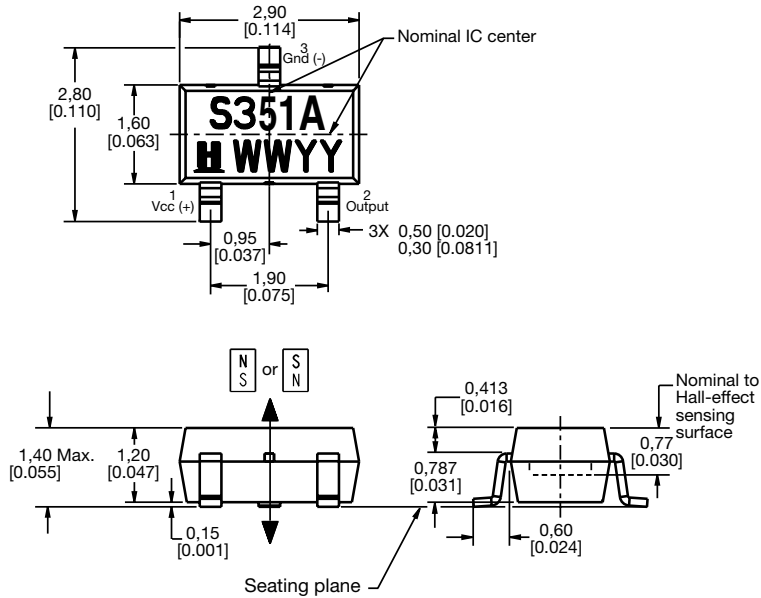 2,90
[0.114]
Nominal IC center
3
Gnd (-)
2,80
[0.110]
1,60
[0.063]
S351A
H WWYY
1
Vcc (+)
2
Output
3X 0,50 [0.020]
0,30 [0.0811]
0,95
[0.037]
1,90
[0.075]
N
S
or
S
N
1,40 Max.
[0.055]
1,20
[0.047]
0,15
[0.001]
0,413
[0.016]
0,787
[0.031]
Nominal to
Hall-effect
sensing
surface
0,77
[0.030]
0,60
[0.024]
Seating plane